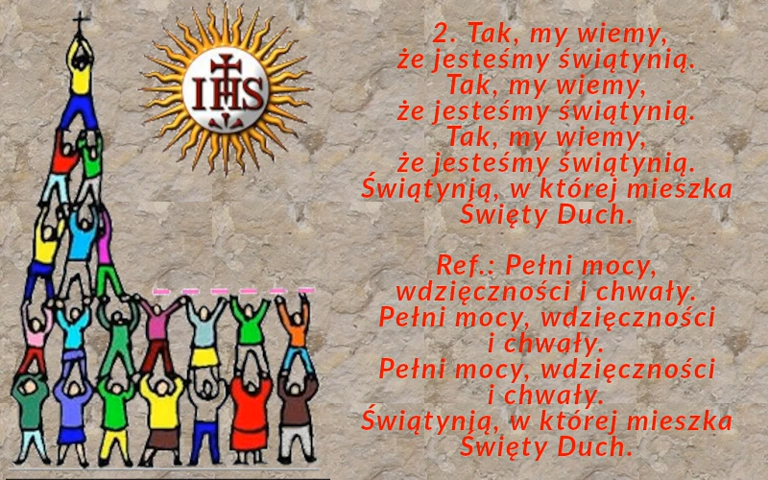 IHS
2. Tak, my wiemy,
że jesteśmy świątynią.
Tak, my wiemy,
że jesteśmy świątynią.
Tak, my wiemy,
że jesteśmy świątynią.
Świątynią, w której mieszka
Święty Duch.
Ref.: Pełni mocy,
wdzięczności i chwały.
Pełni mocy, wdzięczności
i chwały.
Pełni mocy, wdzięczności
i chwały.
Świątynią, w której mieszka
Święty Duch.